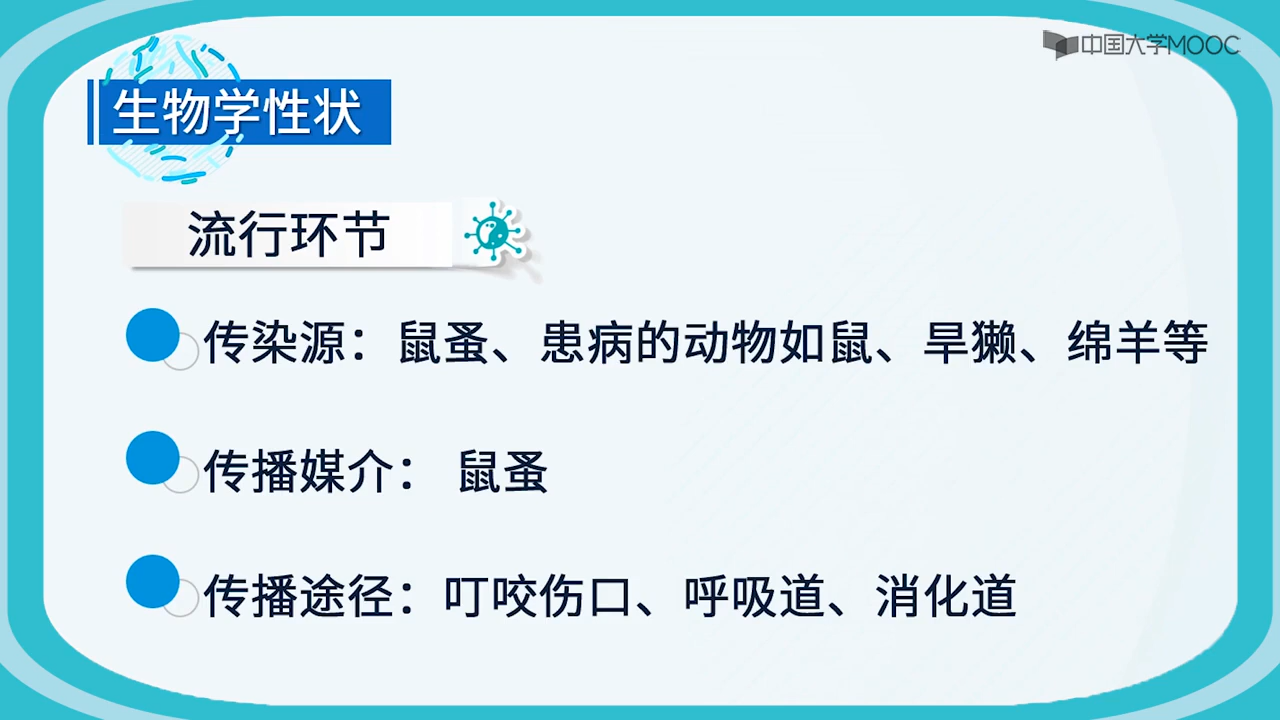 中国大学MOOC
生物学性状
流行环节
传染源：鼠蚤、患病的动物如鼠、旱獭、绵羊等
传播媒介： 鼠蚤
传播途径：叮咬伤口、呼吸道、消化道